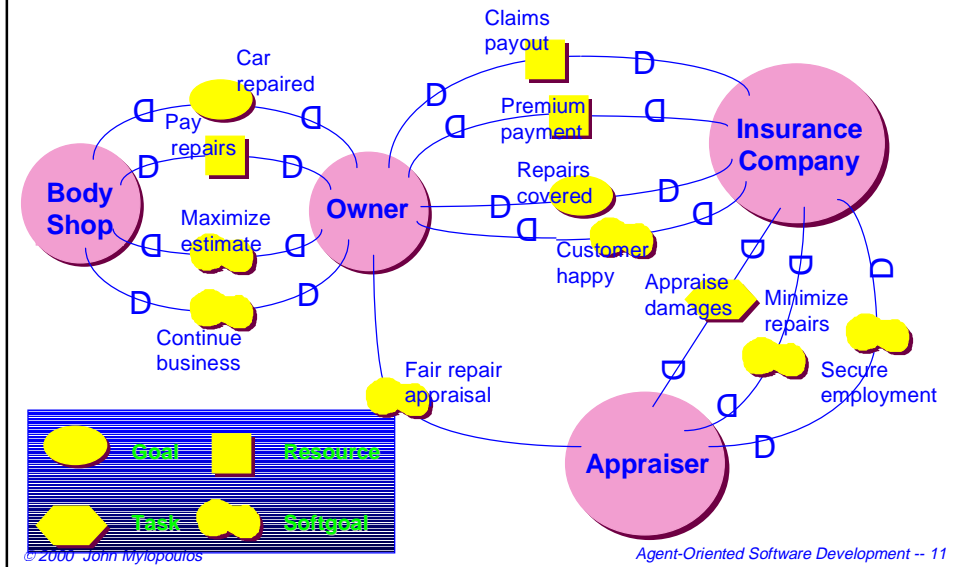 Claims
payout
Car
repaired
D
D
D
D
Premium
payment
D
D
Pay
repairs
D
D
Insurance
Company
Body
Shop
Owner
Repairs
covered
D
D
Maximize
estimate
D
D
D
D
Customer
happy
Continue
business
D
D
Appraise
damages
D
D
D
Minimize
repairs
Secure
employment
Fair repair
appraisal
D
D
D
Appraiser
Goal
Resource
Task
Softgoal
© 2000 John Mylopoulos
Agent-Oriented Software Development -- 11